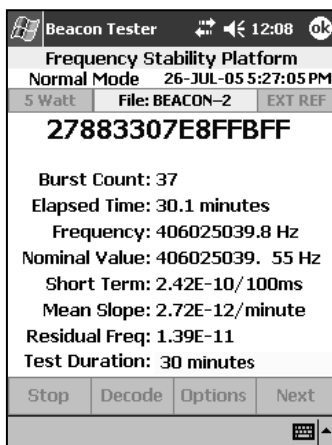 Beacon Tester 12:08 ok
Frequency Stability Platform
Normal Mode 26-JUL-05 5:27:05 PM
5 Watt File: BEACON-2 EXT REF
27883307E8FFBFF
Burst Count: 37
Elapsed Time: 30.1 minutes
Frequency: 406025039.8 Hz
Nominal Value: 406025039. 55 Hz
Short Term: 2.42E-10/100ms
Mean Slope: 2.72E-12/minute
Residual Freq: 1.39E-11
Test Duration: 30 minutes
Stop Decode Options Next